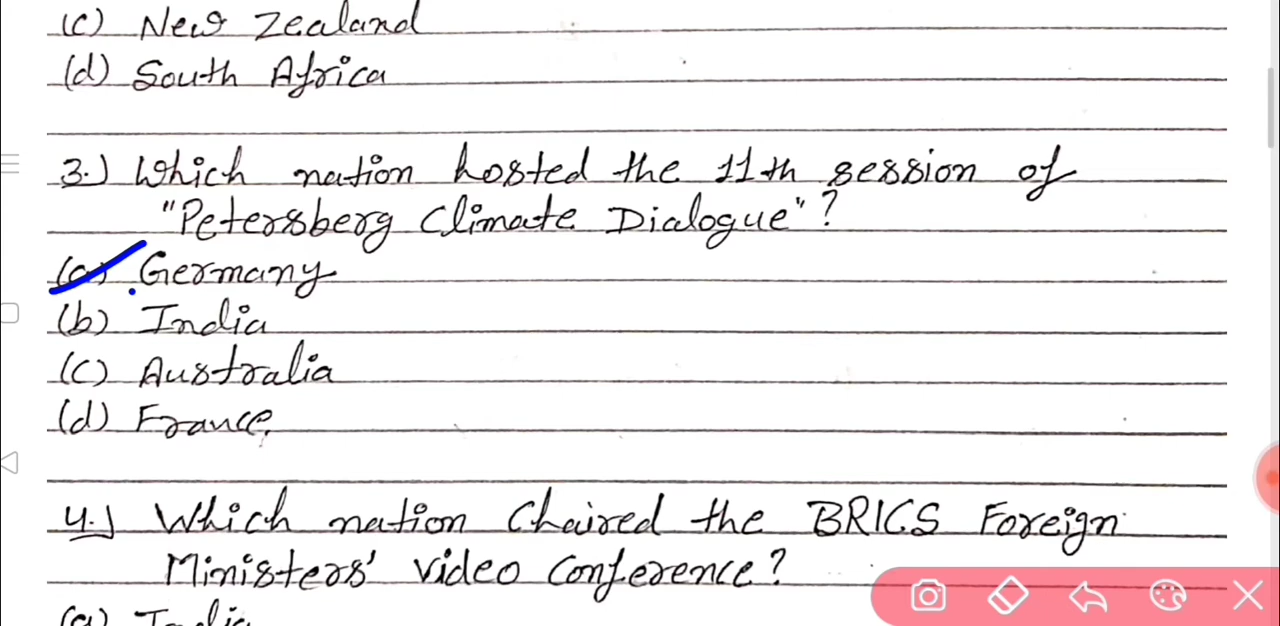 (c) New Zealand
(d) South Africa
3.) Which nation hosted the 11th session of
"Petersberg Climate Dialogue"?
(a) Germany
(b) India
(c) Australia
(d) France
4.) Which nation Chaired the BRICS Foreign
Ministers' video Conference?
(a) India